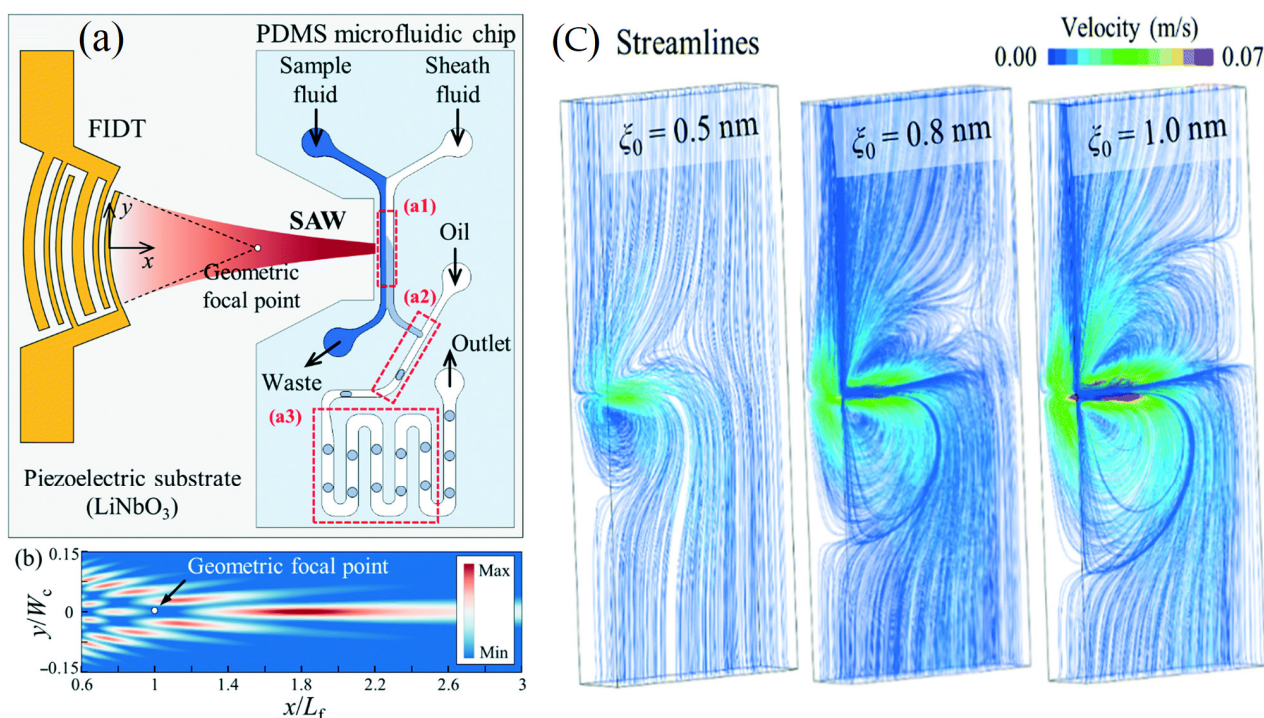 (a)
PDMS microfluidic chip
Sample
fluid
Sheath
fluid
FIDT
y
x
SAW
Geometric
focal point
(a1)
Oil
(a2)
Outlet
Waste
(a3)
Piezoelectric substrate
(LiNbO₃)
(b)
Geometric focal point
Max
Min
y/W꜀
0.15
0
−0.15
0.6 1 1.4 1.8 2.2 2.6 3
x/L_f
(C) Streamlines
Velocity (m/s)
0.00 0.07
ξ₀ = 0.5 nm
ξ₀ = 0.8 nm
ξ₀ = 1.0 nm